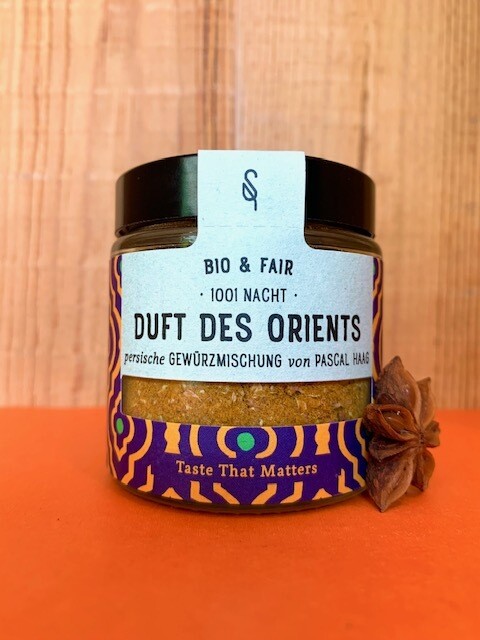 BIO & FAIR
· 1001 NACHT ·
DUFT DES ORIENTS
persische GEWÜRZMISCHUNG von PASCAL HAAG
Taste That Matters